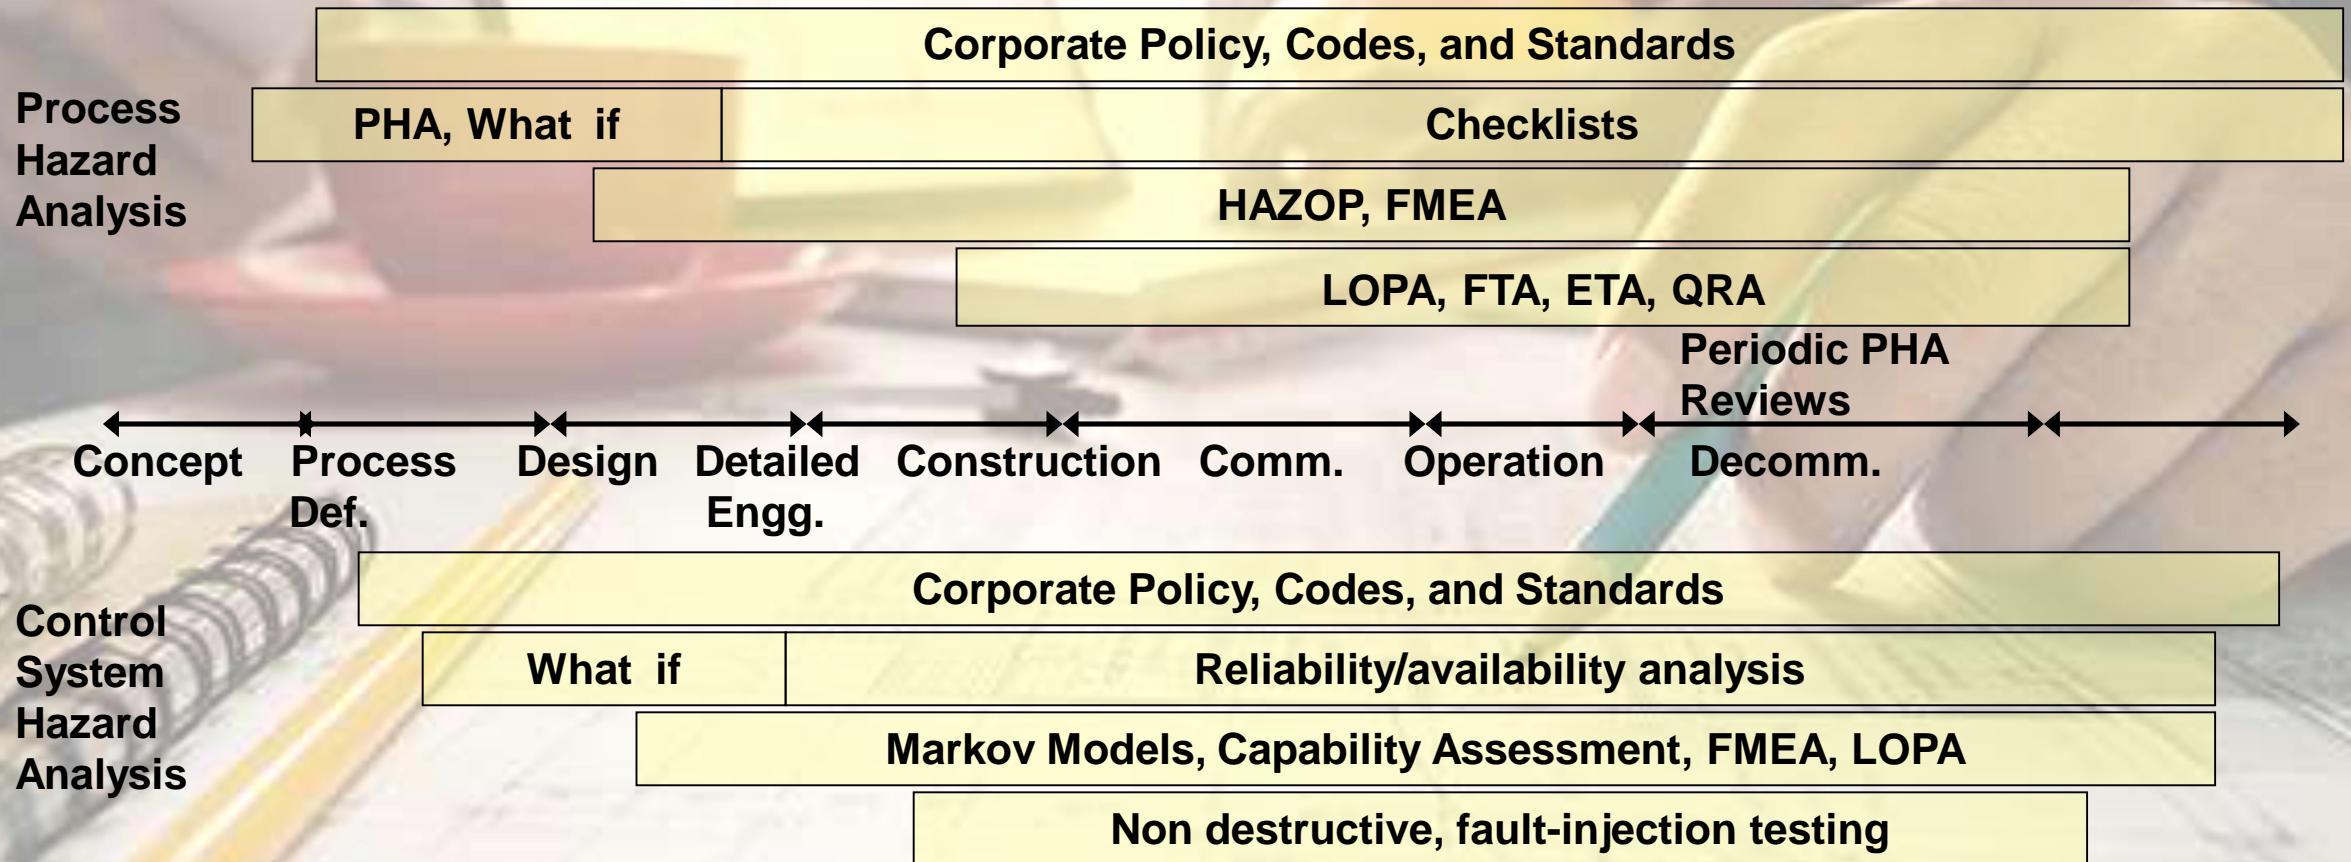 Corporate Policy, Codes, and Standards
Process
Hazard
Analysis
PHA, What if
Checklists
HAZOP, FMEA
LOPA, FTA, ETA, QRA
Periodic PHA
Reviews
Concept
Process
Def.
Design
Detailed
Engg.
Construction
Comm.
Operation
Decomm.
Corporate Policy, Codes, and Standards
Control
System
Hazard
Analysis
What if
Reliability/availability analysis
Markov Models, Capability Assessment, FMEA, LOPA
Non destructive, fault-injection testing